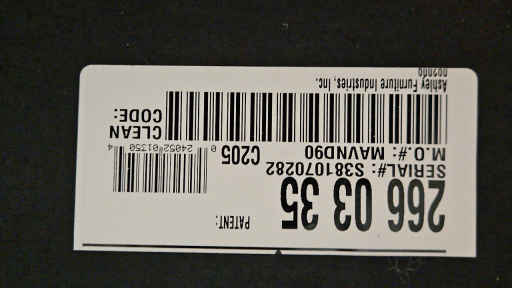 PATENT:
266 03 35
SERIAL#: S381070282
M.O.#: MAVND90
C205
0 24052 01350 4
CLEAN
CODE:
Ashley Furniture Industries, Inc.